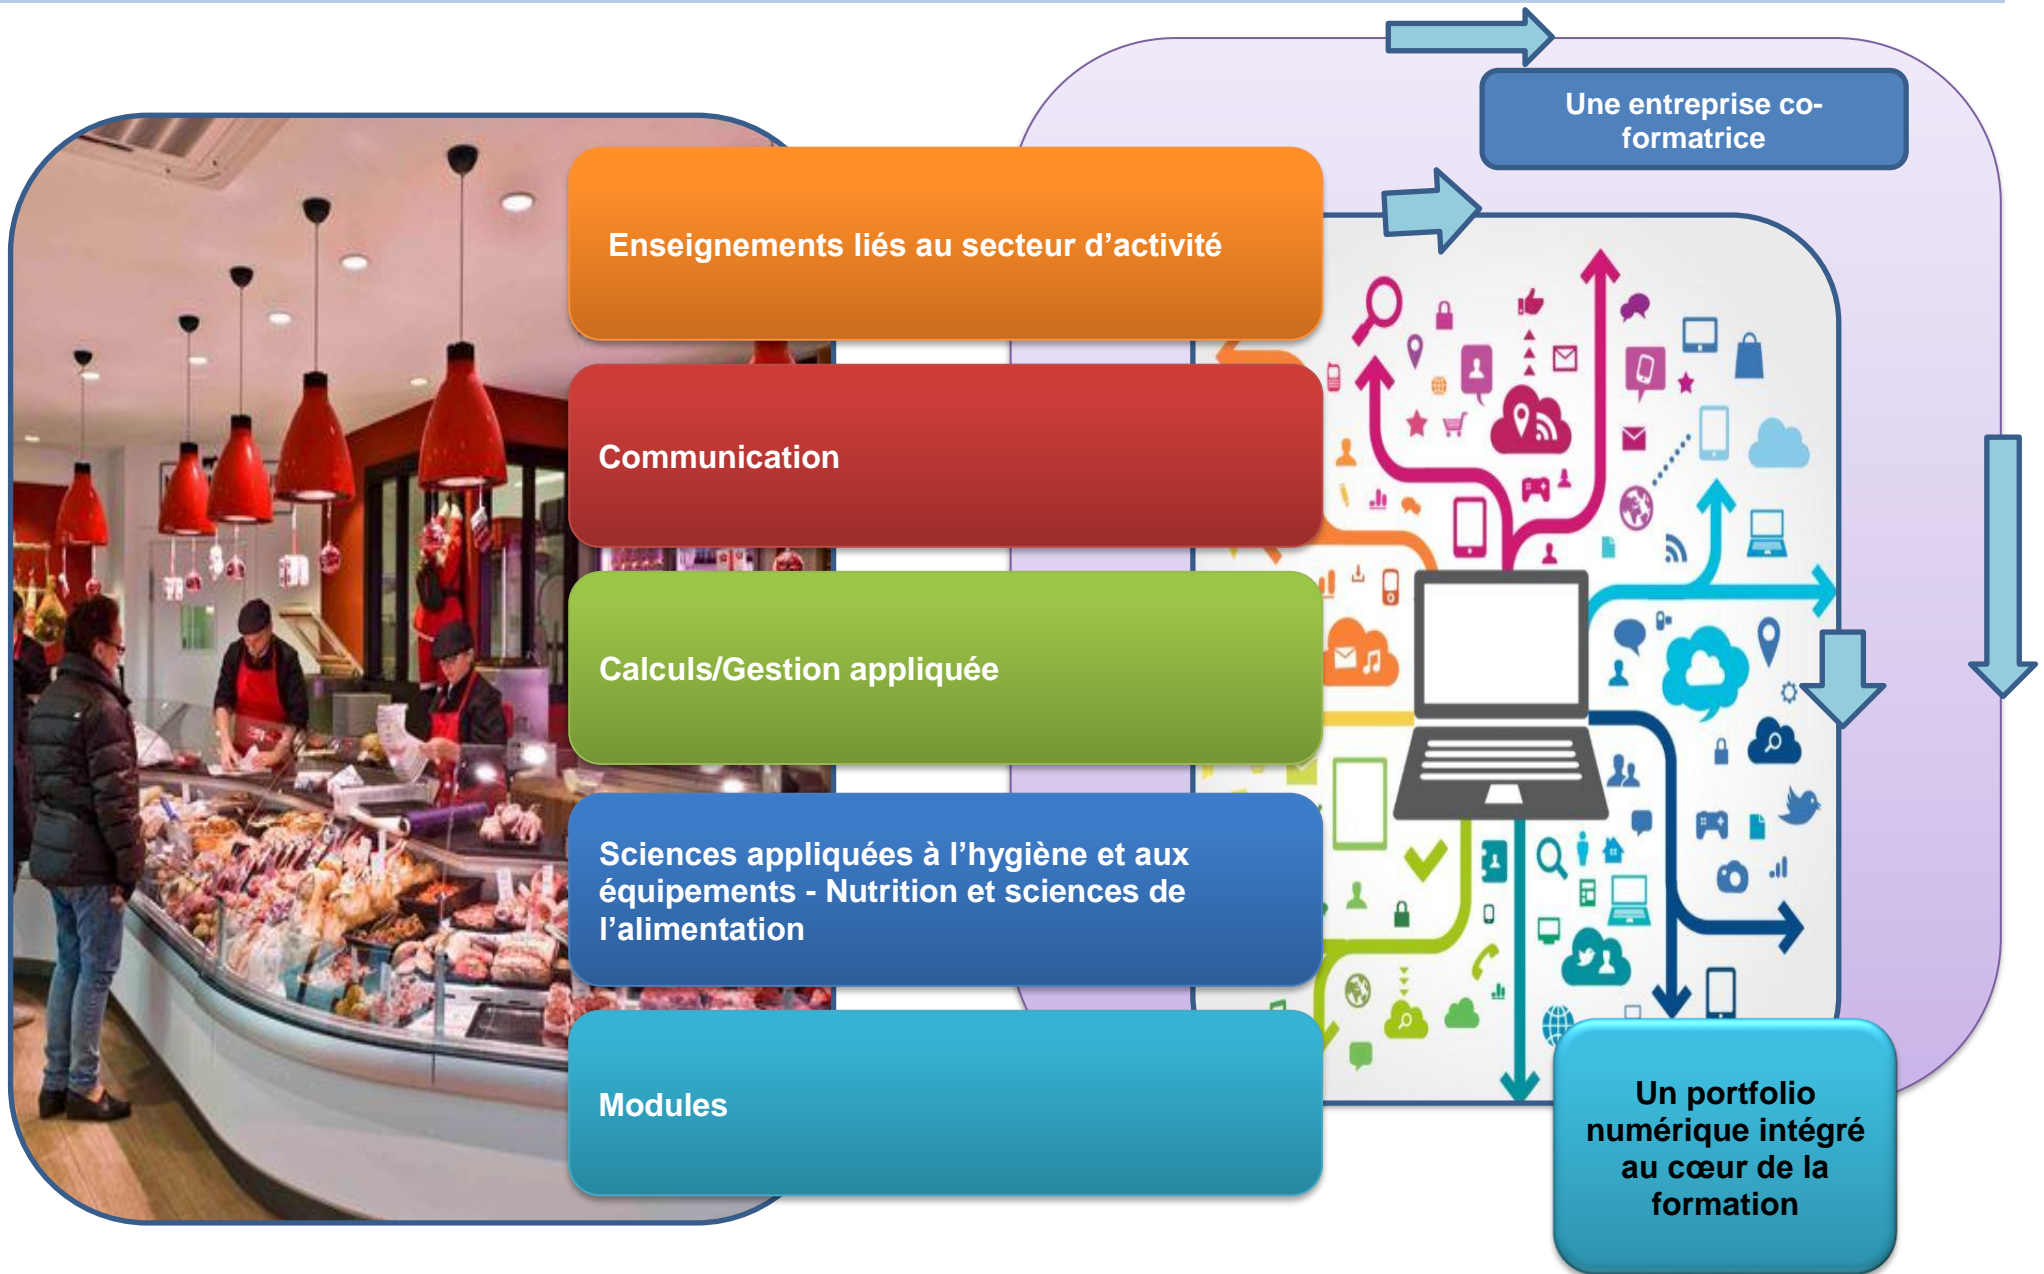 Une entreprise co-
formatrice
Enseignements liés au secteur d’activité
Communication
Calculs/Gestion appliquée
Sciences appliquées à l’hygiène et aux
équipements - Nutrition et sciences de
l’alimentation
Modules
Un portfolio
numérique intégré
au cœur de la
formation